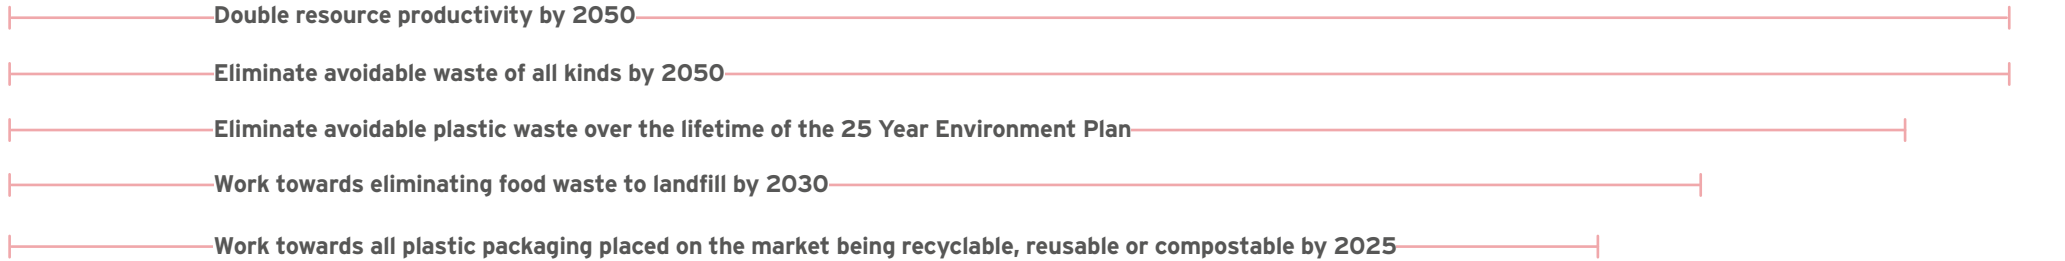 Double resource productivity by 2050
Eliminate avoidable waste of all kinds by 2050
Eliminate avoidable plastic waste over the lifetime of the 25 Year Environment Plan
Work towards eliminating food waste to landfill by 2030
Work towards all plastic packaging placed on the market being recyclable, reusable or compostable by 2025